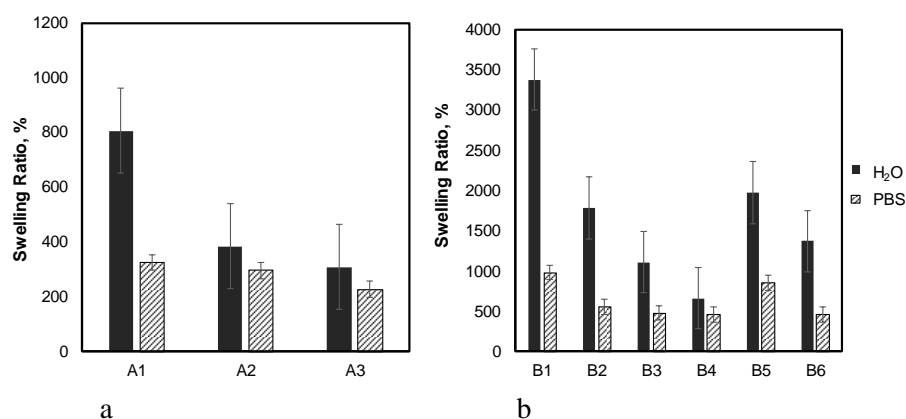 1200
1000
800
600
400
200
0
Swelling Ratio, %
A1 A2 A3
a
4000
3500
3000
2500
2000
1500
1000
500
0
Swelling Ratio, %
B1 B2 B3 B4 B5 B6
b
H₂O
PBS